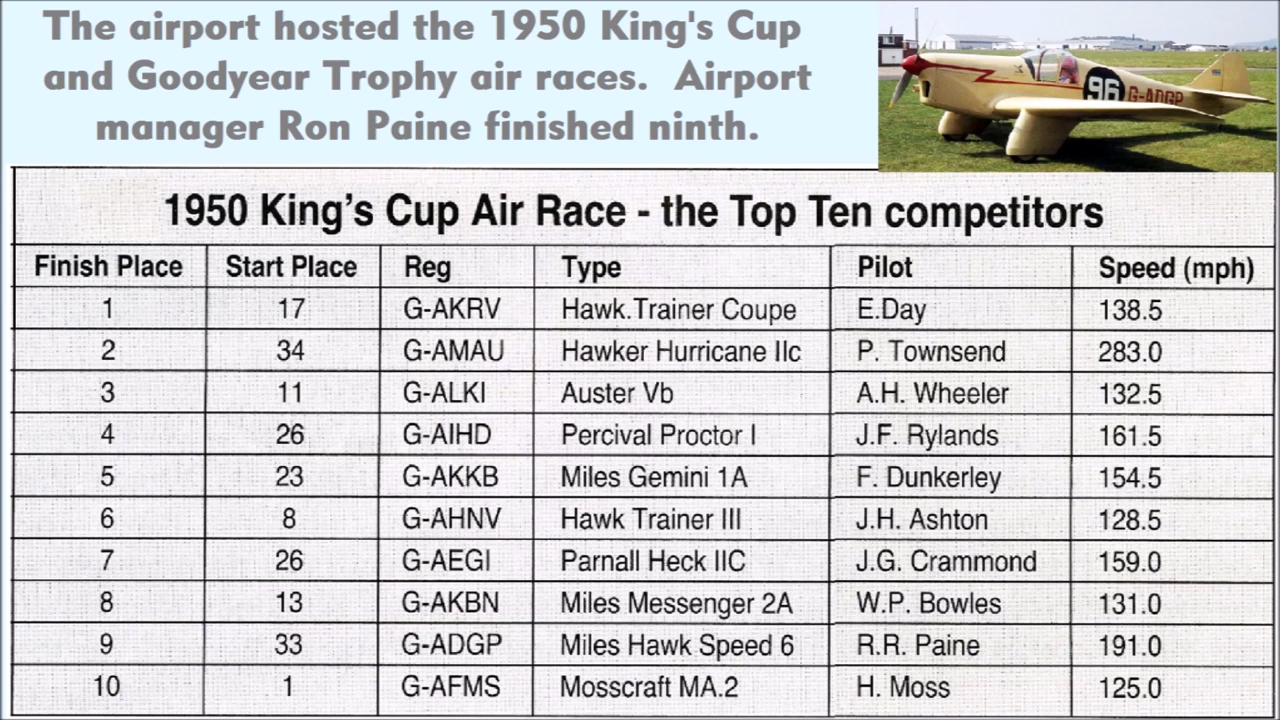 The airport hosted the 1950 King's Cup
and Goodyear Trophy air races. Airport
manager Ron Paine finished ninth.
96 G-ADGP
1950 King's Cup Air Race - the Top Ten competitors
Finish Place Start Place Reg Type Pilot Speed (mph)
1 17 G-AKRV Hawk.Trainer Coupe E.Day 138.5
2 34 G-AMAU Hawker Hurricane IIc P. Townsend 283.0
3 11 G-ALKI Auster Vb A.H. Wheeler 132.5
4 26 G-AIHD Percival Proctor I J.F. Rylands 161.5
5 23 G-AKKB Miles Gemini 1A F. Dunkerley 154.5
6 8 G-AHNV Hawk Trainer III J.H. Ashton 128.5
7 26 G-AEGI Parnall Heck IIC J.G. Crammond 159.0
8 13 G-AKBN Miles Messenger 2A W.P. Bowles 131.0
9 33 G-ADGP Miles Hawk Speed 6 R.R. Paine 191.0
10 1 G-AFMS Mosscraft MA.2 H. Moss 125.0